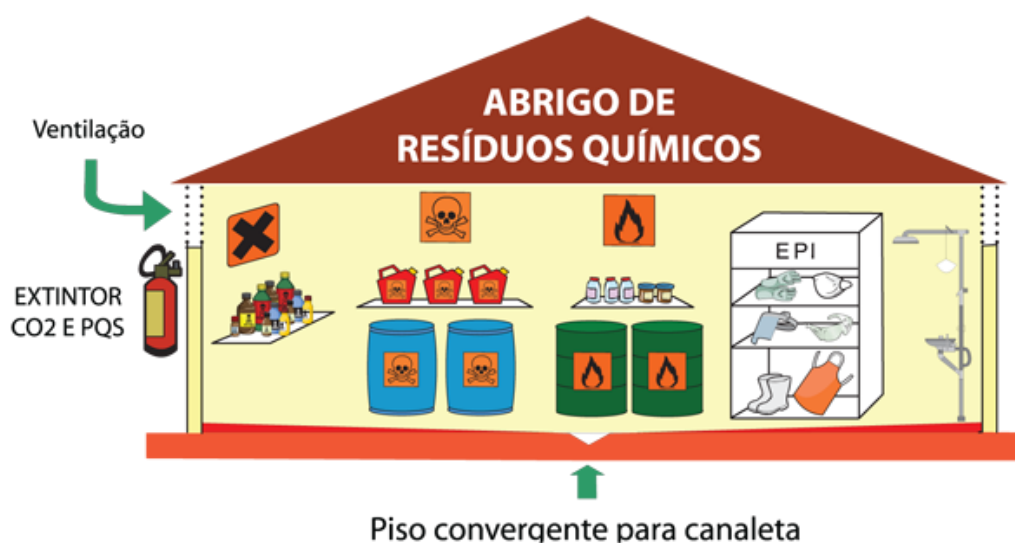 ABRIGO DE
RESÍDUOS QUÍMICOS
Ventilação
EXTINTOR
CO2 E PQS
EPI
Piso convergente para canaleta